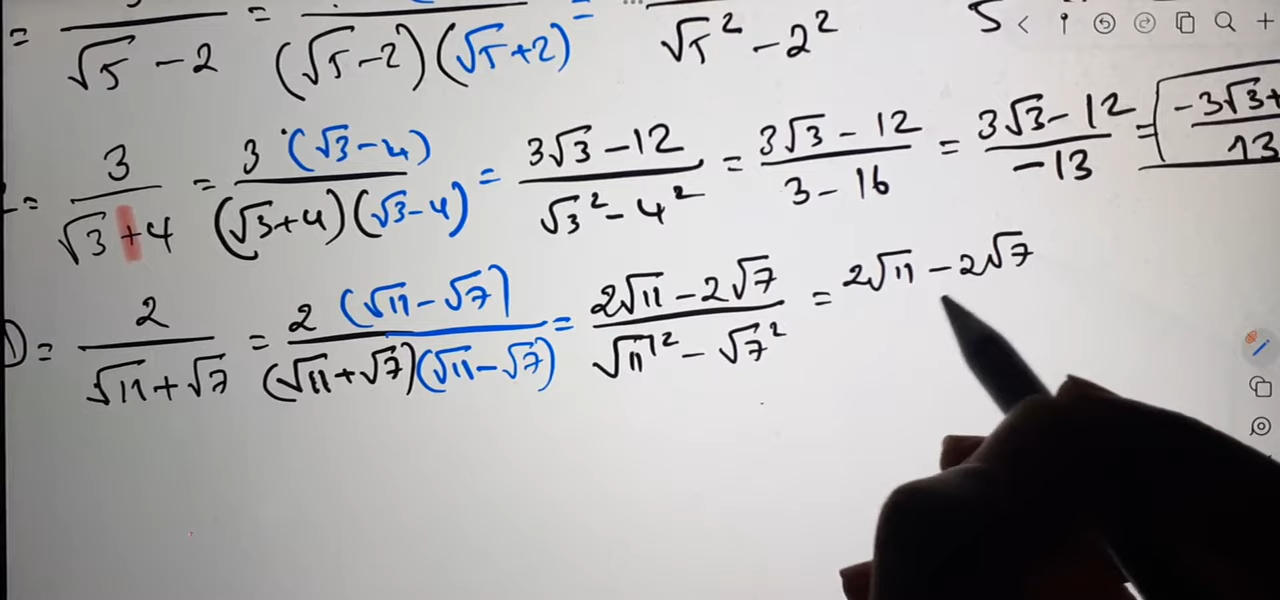 = /(√5 - 2) = /((√5-2)(√5+2)) = /(√5² - 2²) 5
= 3/(√3+4) = 3(√3-4)/((√3+4)(√3-4)) = (3√3-12)/(√3²-4²) = (3√3-12)/(3-16) = (3√3-12)/(-13) = (-3√3+)/13
= 2/(√11+√7) = 2(√11-√7)/((√11+√7)(√11-√7)) = (2√11-2√7)/(√11²-√7²) = 2√11-2√7